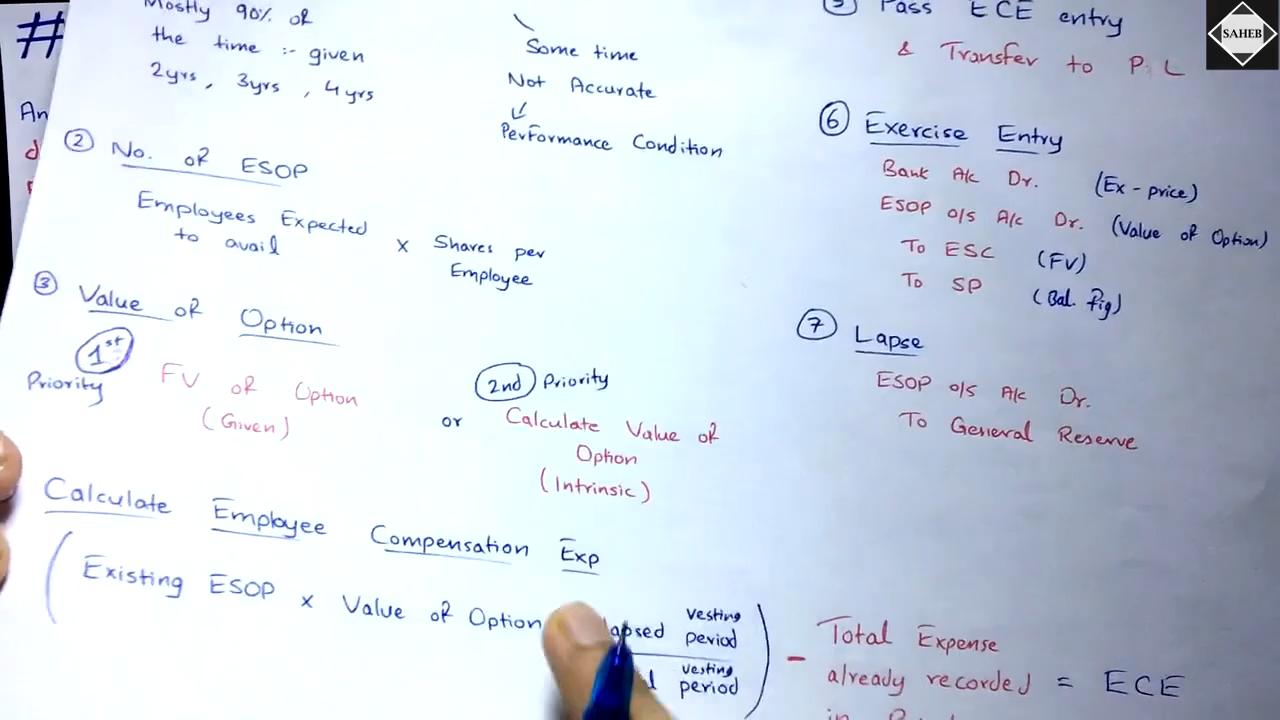 #
An
d
Mostly 90% of
the time :- given
2yrs, 3yrs, 4yrs
Some time
Not Accurate
Performance Condition
② No. of ESOP
Employees Expected
to avail
x Shares per
Employee
③ Value of Option
1st
Priority
FV of Option
(Given)
or
2nd Priority
Calculate Value of
Option
(Intrinsic)
Calculate Employee Compensation Exp
(Existing ESOP x Value of Option
lapsed vesting
period
vesting
period) - Total Expense
already recorded = ECE
Pass ECE entry
& Transfer to P L
⑥ Exercise Entry
Bank A/c Dr. (Ex - price)
ESOP o/s A/c Dr. (Value of Option)
To ESC (FV)
To SP (Bal. Fig)
⑦ Lapse
ESOP o/s A/c Dr.
To General Reserve
SAHEB